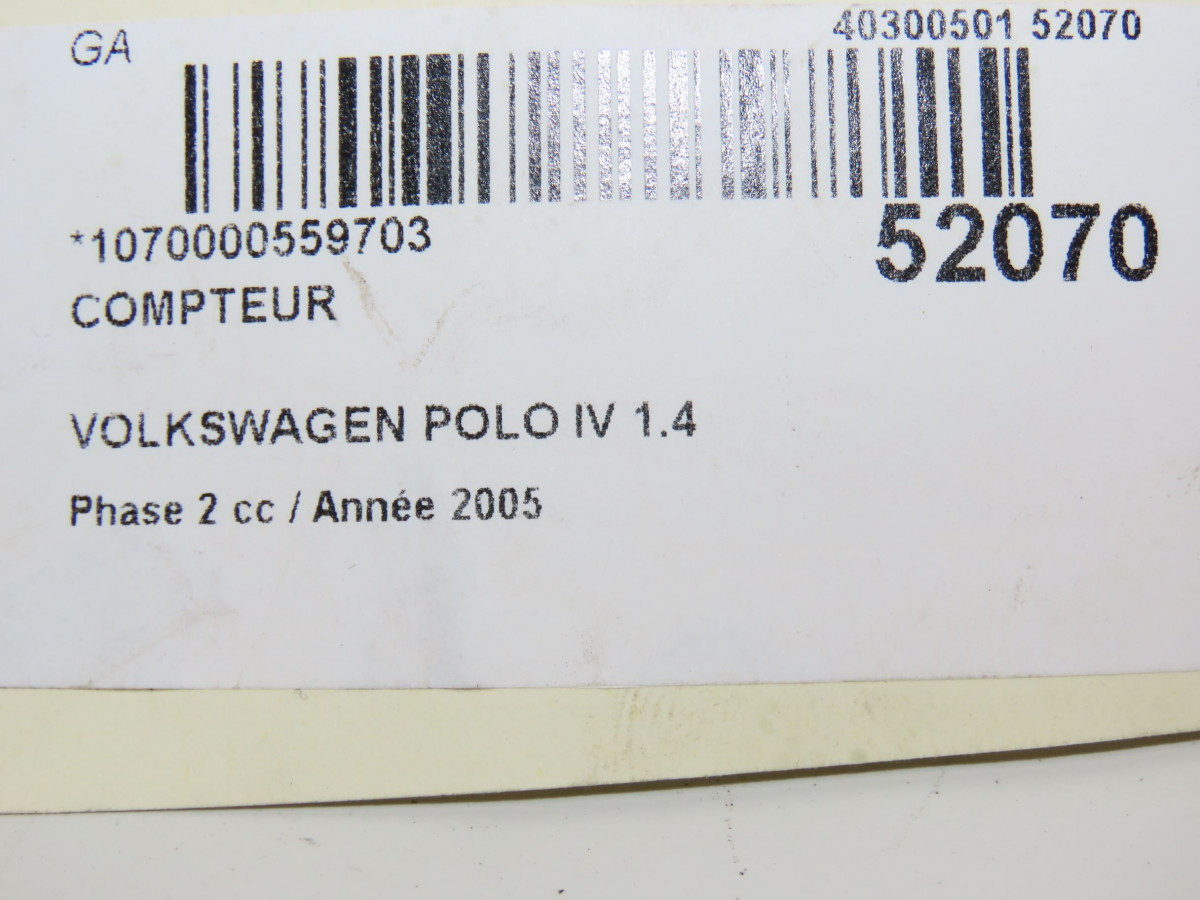 GA
40300501 52070
*1070000559703
52070
COMPTEUR
VOLKSWAGEN POLO IV 1.4
Phase 2 cc / Année 2005